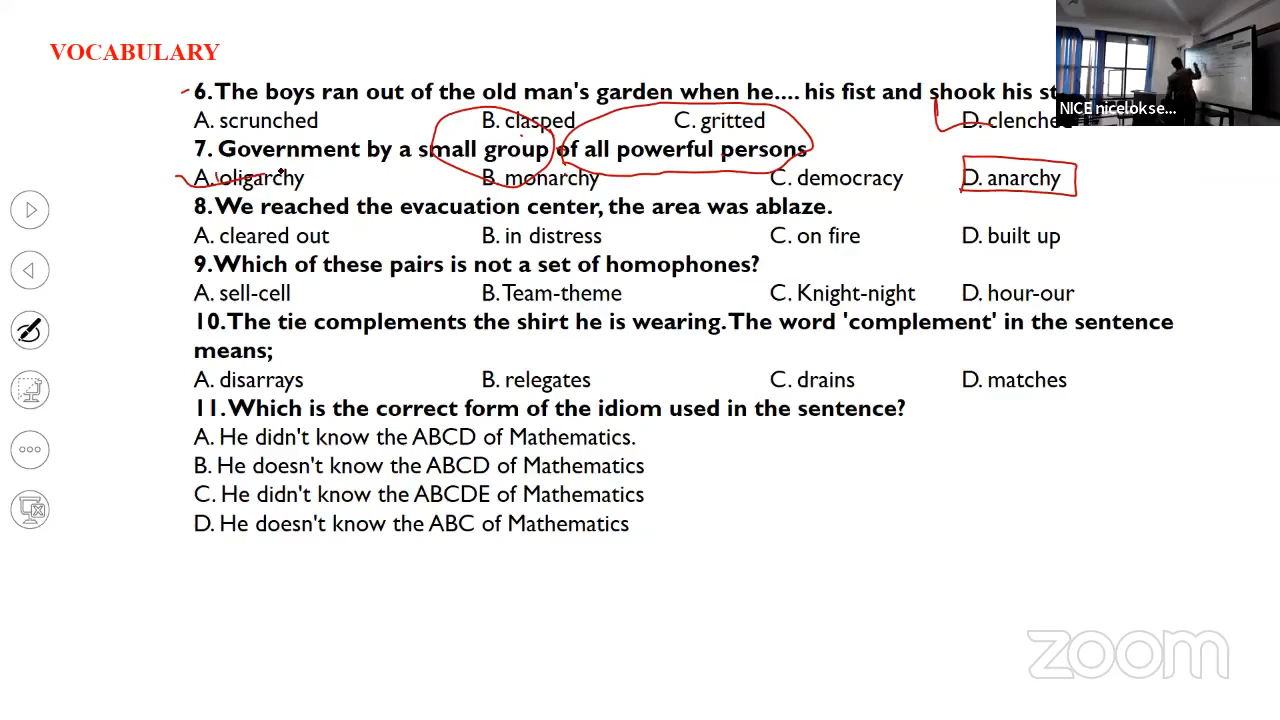 VOCABULARY
6.The boys ran out of the old man's garden when he.... his fist and shook his
A. scrunched B. clasped C. gritted D. clenched
7. Government by a small group of all powerful persons
A. oligarchy B. monarchy C. democracy D. anarchy
8.We reached the evacuation center, the area was ablaze.
A. cleared out B. in distress C. on fire D. built up
9.Which of these pairs is not a set of homophones?
A. sell-cell B. Team-theme C. Knight-night D. hour-our
10.The tie complements the shirt he is wearing. The word 'complement' in the sentence
means;
A. disarrays B. relegates C. drains D. matches
11.Which is the correct form of the idiom used in the sentence?
A. He didn't know the ABCD of Mathematics.
B. He doesn't know the ABCD of Mathematics
C. He didn't know the ABCDE of Mathematics
D. He doesn't know the ABC of Mathematics
NICE nicelokse...
zoom